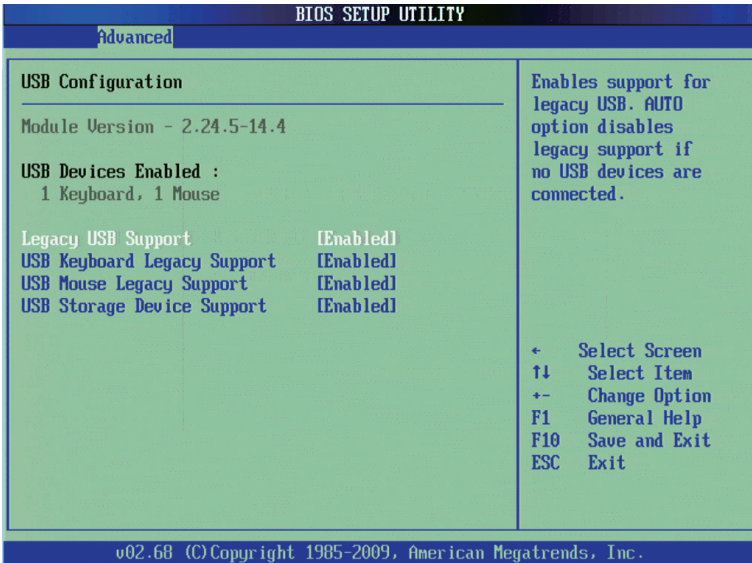 BIOS SETUP UTILITY
Advanced
USB Configuration
Module Version - 2.24.5-14.4
USB Devices Enabled :
1 Keyboard, 1 Mouse
Legacy USB Support [Enabled]
USB Keyboard Legacy Support [Enabled]
USB Mouse Legacy Support [Enabled]
USB Storage Device Support [Enabled]
Enables support for
legacy USB. AUTO
option disables
legacy support if
no USB devices are
connected.
← Select Screen
↑↓ Select Item
+- Change Option
F1 General Help
F10 Save and Exit
ESC Exit
v02.68 (C)Copyright 1985-2009, American Megatrends, Inc.